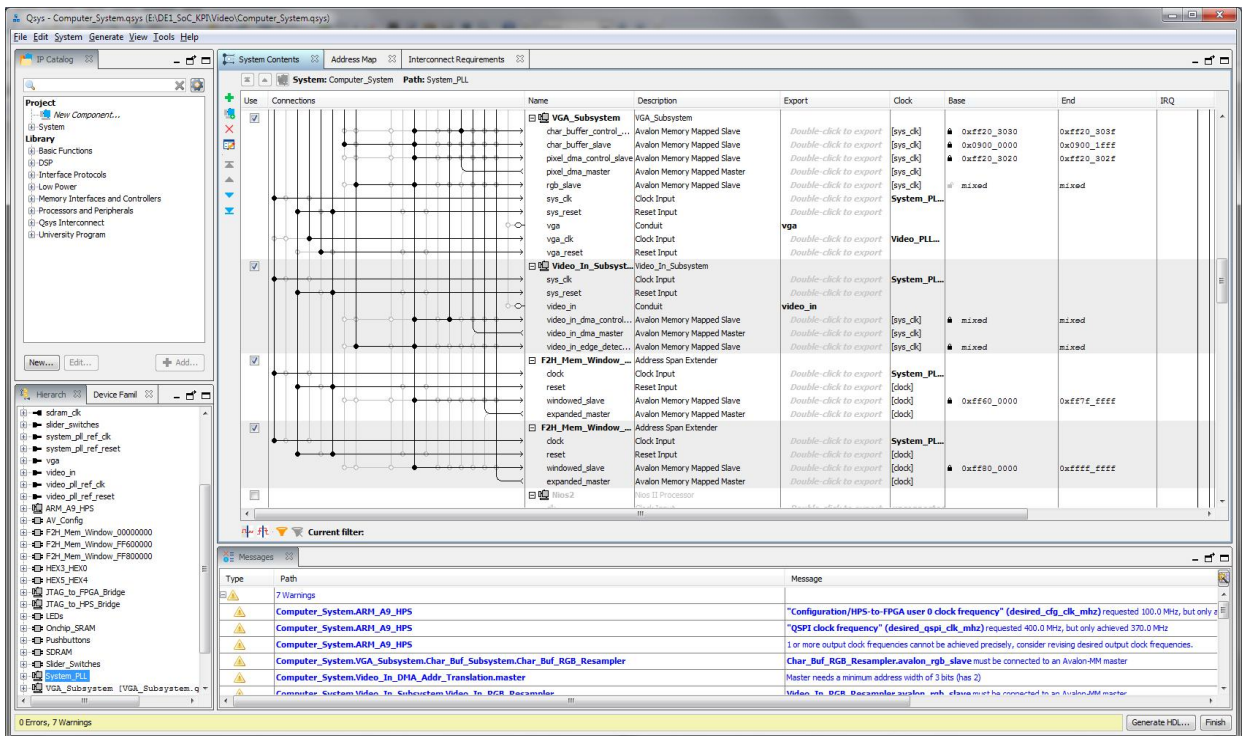 Qsys - Computer_System.qsys (E:\DE1_SoC_KPI\Video\Computer_System.qsys)
File Edit System Generate View Tools Help
IP Catalog
Project
New Component...
System
Library
Basic Functions
DSP
Interface Protocols
Low Power
Memory Interfaces and Controllers
Processors and Peripherals
Qsys Interconnect
University Program
New... Edit... Add...
Hierarch Device Famil
sdram_clk
slider_switches
system_pll_ref_clk
system_pll_ref_reset
vga
video_in
video_pll_ref_clk
video_pll_ref_reset
ARM_A9_HPS
AV_Config
F2H_Mem_Window_00000000
F2H_Mem_Window_FF600000
F2H_Mem_Window_FF800000
HEX3_HEX0
HEX5_HEX4
JTAG_to_FPGA_Bridge
JTAG_to_HPS_Bridge
LEDs
Onchip_SRAM
Pushbuttons
SDRAM
Slider_Switches
System_PLL
VGA_Subsystem [VGA_Subsystem.q
System Contents Address Map Interconnect Requirements
System: Computer_System Path: System_PLL
Use Connections Name Description Export Clock Base End IRQ
VGA_Subsystem VGA_Subsystem
char_buffer_control_... Avalon Memory Mapped Slave Double-click to export [sys_clk] 0xff20_3030 0xff20_303f
char_buffer_slave Avalon Memory Mapped Slave Double-click to export [sys_clk] 0x0900_0000 0x0900_1fff
pixel_dma_control_slave Avalon Memory Mapped Slave Double-click to export [sys_clk] 0xff20_3020 0xff20_302f
pixel_dma_master Avalon Memory Mapped Master Double-click to export [sys_clk]
rgb_slave Avalon Memory Mapped Slave Double-click to export [sys_clk] mixed mixed
sys_clk Clock Input Double-click to export System_PL...
sys_reset Reset Input Double-click to export
vga Conduit vga
vga_clk Clock Input Double-click to export Video_PLL...
vga_reset Reset Input Double-click to export
Video_In_Subsyst... Video_In_Subsystem
sys_clk Clock Input Double-click to export System_PL...
sys_reset Reset Input Double-click to export
video_in Conduit video_in
video_in_dma_control... Avalon Memory Mapped Slave Double-click to export [sys_clk] mixed mixed
video_in_dma_master Avalon Memory Mapped Master Double-click to export [sys_clk]
video_in_edge_detec... Avalon Memory Mapped Slave Double-click to export [sys_clk] mixed mixed
F2H_Mem_Window_... Address Span Extender
clock Clock Input Double-click to export System_PL...
reset Reset Input Double-click to export [clock]
windowed_slave Avalon Memory Mapped Slave Double-click to export [clock] 0xff60_0000 0xff7f_ffff
expanded_master Avalon Memory Mapped Master Double-click to export [clock]
F2H_Mem_Window_... Address Span Extender
clock Clock Input Double-click to export System_PL...
reset Reset Input Double-click to export [clock]
windowed_slave Avalon Memory Mapped Slave Double-click to export [clock] 0xff80_0000 0xffff_ffff
expanded_master Avalon Memory Mapped Master Double-click to export [clock]
Nios2 Nios II Processor
Current filter:
Messages
Type Path Message
7 Warnings
Computer_System.ARM_A9_HPS "Configuration/HPS-to-FPGA user 0 clock frequency" (desired_cfg_clk_mhz) requested 100.0 MHz, but only a
Computer_System.ARM_A9_HPS "QSPI clock frequency" (desired_qspi_clk_mhz) requested 400.0 MHz, but only achieved 370.0 MHz
Computer_System.ARM_A9_HPS 1 or more output clock frequencies cannot be achieved precisely, consider revising desired output clock frequencies.
Computer_System.VGA_Subsystem.Char_Buf_Subsystem.Char_Buf_RGB_Resampler Char_Buf_RGB_Resampler.avalon_rgb_slave must be connected to an Avalon-MM master
Computer_System.Video_In_DMA_Addr_Translation.master Master needs a minimum address width of 3 bits (has 2)
Computer_System.Video_In_Subsystem.Video_In_RGB_Resampler Video_In_RGB_Resampler.avalon_rgb_slave must be connected to an Avalon-MM master
0 Errors, 7 Warnings
Generate HDL... Finish